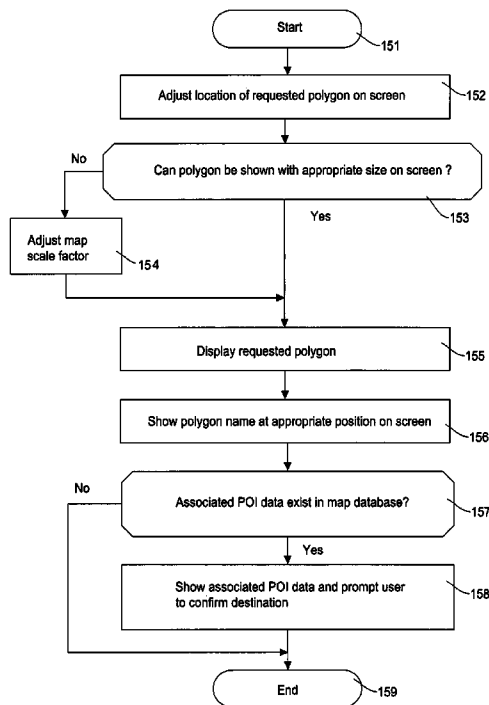 Start
151
Adjust location of requested polygon on screen
152
No
Can polygon be shown with appropriate size on screen ?
153
Yes
Adjust map
scale factor
154
Display requested polygon
155
Show polygon name at appropriate position on screen
156
No
Associated POI data exist in map database?
157
Yes
Show associated POI data and prompt user
to confirm destination
158
End
159